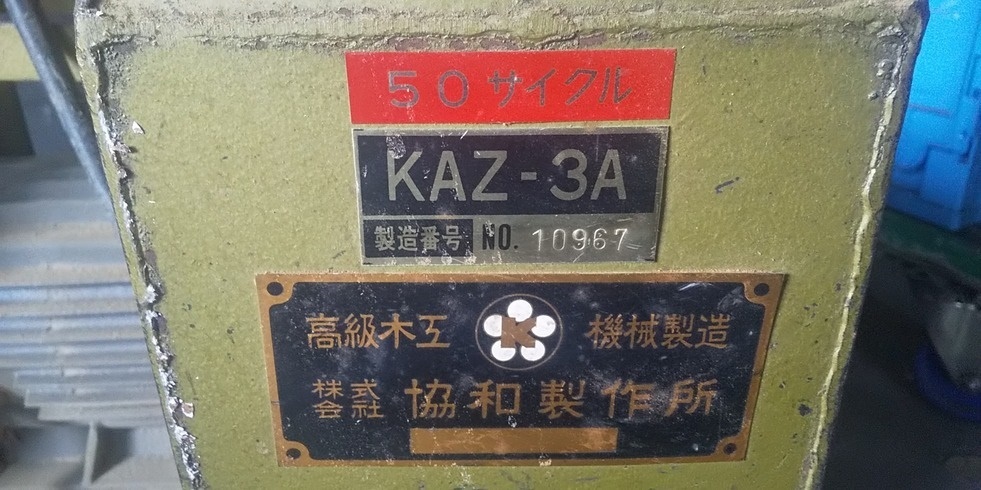 50サイクル
KAZ-3A
製造番号 NO. 10967
高級木工 K 機械製造
株式会社 協和製作所